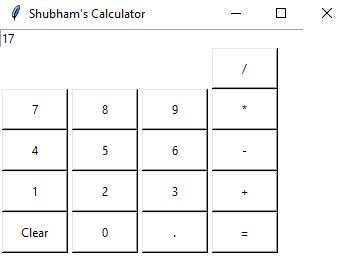 Shubham's Calculator
17
/
7 8 9 *
4 5 6 -
1 2 3 +
Clear 0 . =